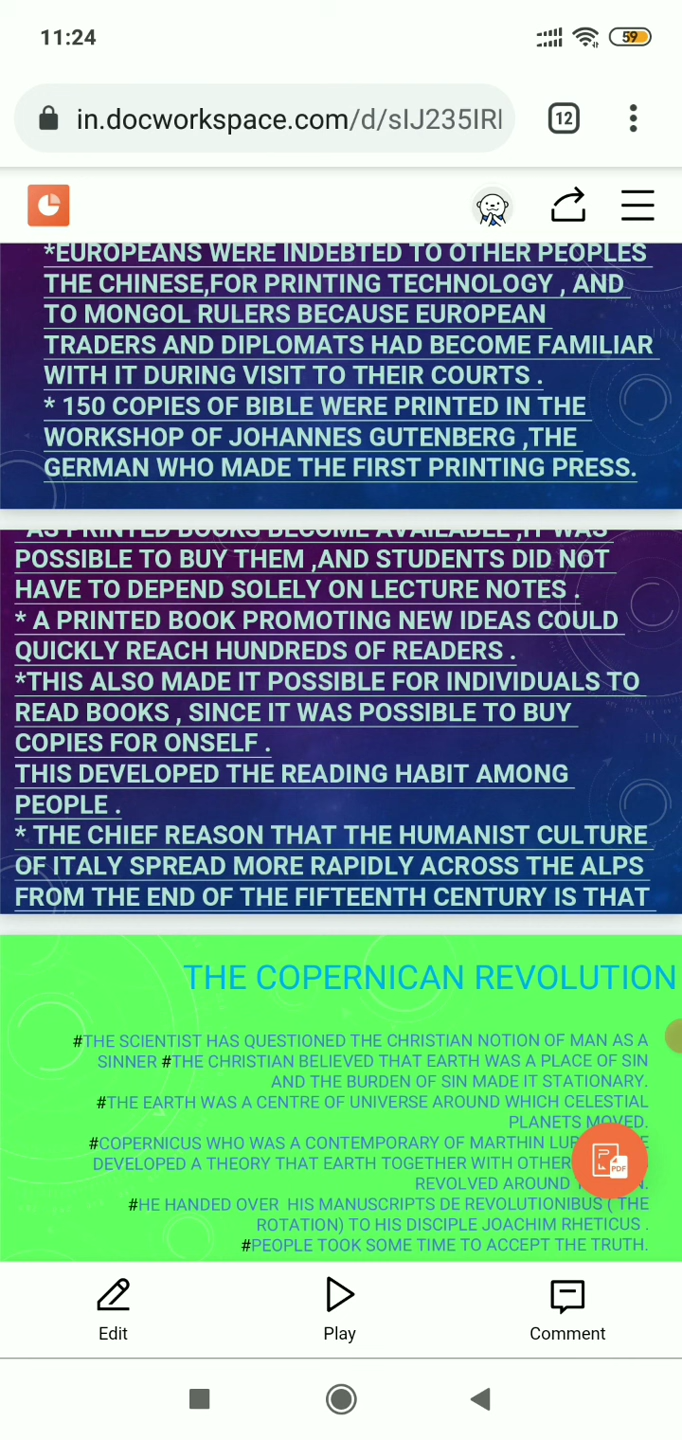 11:24
59
in.docworkspace.com/d/sIJ235IRI
12
*EUROPEANS WERE INDEBTED TO OTHER PEOPLES
THE CHINESE,FOR PRINTING TECHNOLOGY , AND
TO MONGOL RULERS BECAUSE EUROPEAN
TRADERS AND DIPLOMATS HAD BECOME FAMILIAR
WITH IT DURING VISIT TO THEIR COURTS .
* 150 COPIES OF BIBLE WERE PRINTED IN THE
WORKSHOP OF JOHANNES GUTENBERG ,THE
GERMAN WHO MADE THE FIRST PRINTING PRESS.
AS PRINTED BOOKS BECOME AVAILABLE ,IT WAS
POSSIBLE TO BUY THEM ,AND STUDENTS DID NOT
HAVE TO DEPEND SOLELY ON LECTURE NOTES .
* A PRINTED BOOK PROMOTING NEW IDEAS COULD
QUICKLY REACH HUNDREDS OF READERS .
*THIS ALSO MADE IT POSSIBLE FOR INDIVIDUALS TO
READ BOOKS , SINCE IT WAS POSSIBLE TO BUY
COPIES FOR ONSELF .
THIS DEVELOPED THE READING HABIT AMONG
PEOPLE .
* THE CHIEF REASON THAT THE HUMANIST CULTURE
OF ITALY SPREAD MORE RAPIDLY ACROSS THE ALPS
FROM THE END OF THE FIFTEENTH CENTURY IS THAT
THE COPERNICAN REVOLUTION
#THE SCIENTIST HAS QUESTIONED THE CHRISTIAN NOTION OF MAN AS A
SINNER #THE CHRISTIAN BELIEVED THAT EARTH WAS A PLACE OF SIN
AND THE BURDEN OF SIN MADE IT STATIONARY.
#THE EARTH WAS A CENTRE OF UNIVERSE AROUND WHICH CELESTIAL
PLANETS MOVED.
#COPERNICUS WHO WAS A CONTEMPORARY OF MARTHIN
DEVELOPED A THEORY THAT EARTH TOGETHER WITH OTHER
REVOLVED AROUND
#HE HANDED OVER HIS MANUSCRIPTS DE REVOLUTIONIBUS ( THE
ROTATION) TO HIS DISCIPLE JOACHIM RHETICUS .
#PEOPLE TOOK SOME TIME TO ACCEPT THE TRUTH.
PDF
Edit
Play
Comment